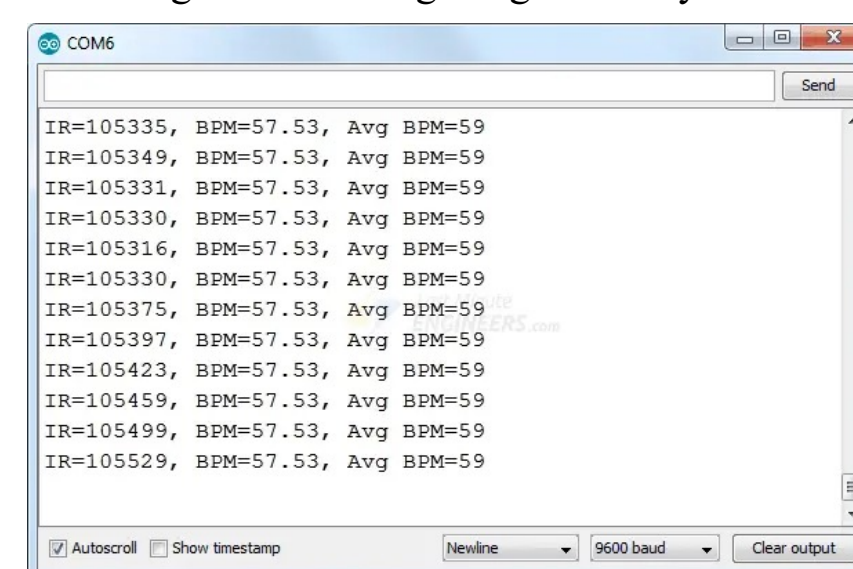 COM6
Send
IR=105335, BPM=57.53, Avg BPM=59
IR=105349, BPM=57.53, Avg BPM=59
IR=105331, BPM=57.53, Avg BPM=59
IR=105330, BPM=57.53, Avg BPM=59
IR=105316, BPM=57.53, Avg BPM=59
IR=105330, BPM=57.53, Avg BPM=59
IR=105375, BPM=57.53, Avg BPM=59
IR=105397, BPM=57.53, Avg BPM=59
IR=105423, BPM=57.53, Avg BPM=59
IR=105459, BPM=57.53, Avg BPM=59
IR=105499, BPM=57.53, Avg BPM=59
IR=105529, BPM=57.53, Avg BPM=59
ENGINEERS.com
Autoscroll Show timestamp Newline 9600 baud Clear output